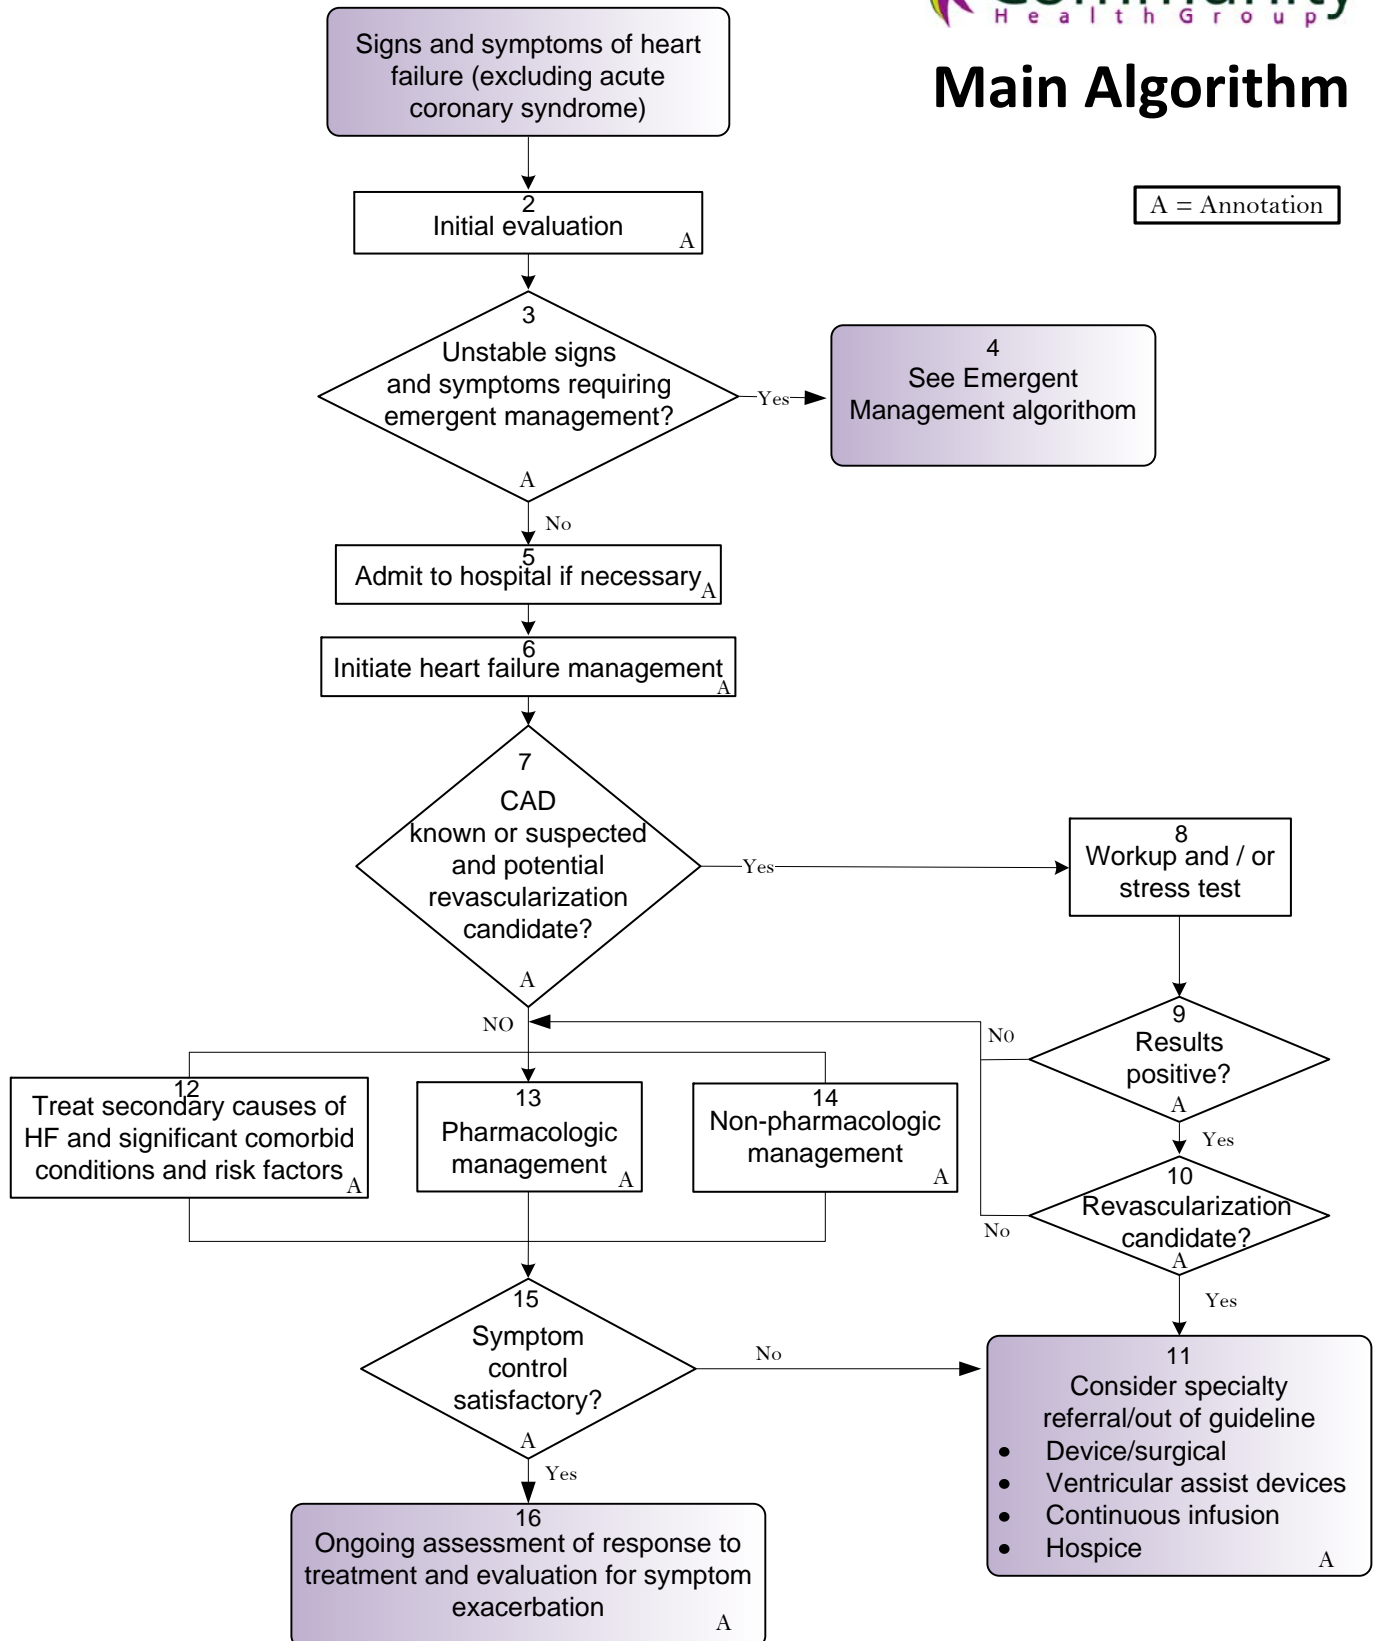 Community
HealthGroup
Main Algorithm
A = Annotation
Signs and symptoms of heart
failure (excluding acute
coronary syndrome)
2
Initial evaluation
A
3
Unstable signs
and symptoms requiring
emergent management?
A
Yes
4
See Emergent
Management algorithom
No
5
Admit to hospital if necessary
A
6
Initiate heart failure management
A
7
CAD
known or suspected
and potential
revascularization
candidate?
A
Yes
8
Workup and / or
stress test
9
Results
positive?
A
N0
Yes
10
Revascularization
candidate?
A
No
Yes
11
Consider specialty
referral/out of guideline
• Device/surgical
• Ventricular assist devices
• Continuous infusion
• Hospice
A
NO
12
Treat secondary causes of
HF and significant comorbid
conditions and risk factors
A
13
Pharmacologic
management
A
14
Non-pharmacologic
management
A
15
Symptom
control
satisfactory?
A
No
Yes
16
Ongoing assessment of response to
treatment and evaluation for symptom
exacerbation
A